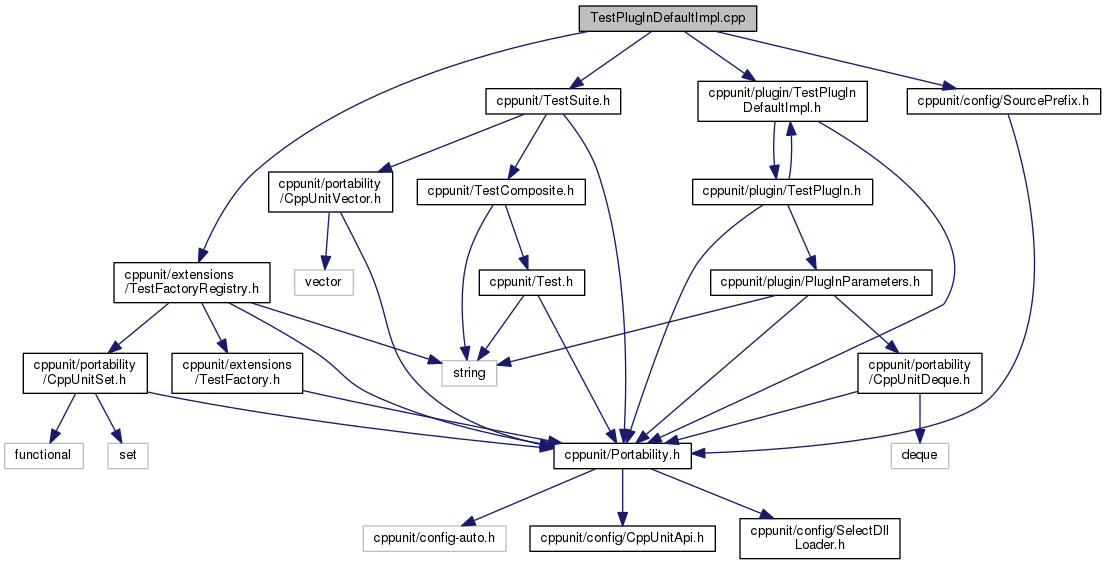 TestPlugInDefaultImpl.cpp
cppunit/TestSuite.h
cppunit/plugin/TestPlugIn
DefaultImpl.h
cppunit/config/SourcePrefix.h
cppunit/portability
/CppUnitVector.h
cppunit/TestComposite.h
cppunit/plugin/TestPlugIn.h
cppunit/extensions
/TestFactoryRegistry.h
vector
cppunit/Test.h
cppunit/plugin/PlugInParameters.h
cppunit/portability
/CppUnitSet.h
cppunit/extensions
/TestFactory.h
string
cppunit/portability
/CppUnitDeque.h
functional
set
cppunit/Portability.h
deque
cppunit/config-auto.h
cppunit/config/CppUnitApi.h
cppunit/config/SelectDll
Loader.h